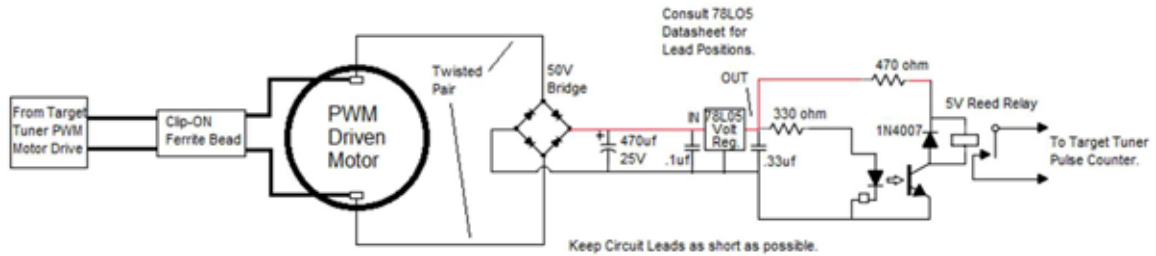 From Target
Tuner PWM
Motor Drive
Clip-ON
Ferrite Bead
PWM
Driven
Motor
Twisted
Pair
50V
Bridge
470uf
25V
Consult 78LO5
Datasheet for
Lead Positions.
OUT
IN
78L05
Volt
Reg.
.1uf
.33uf
330 ohm
470 ohm
1N4007
5V Reed Relay
To Target Tuner
Pulse Counter.
Keep Circuit Leads as short as possible.